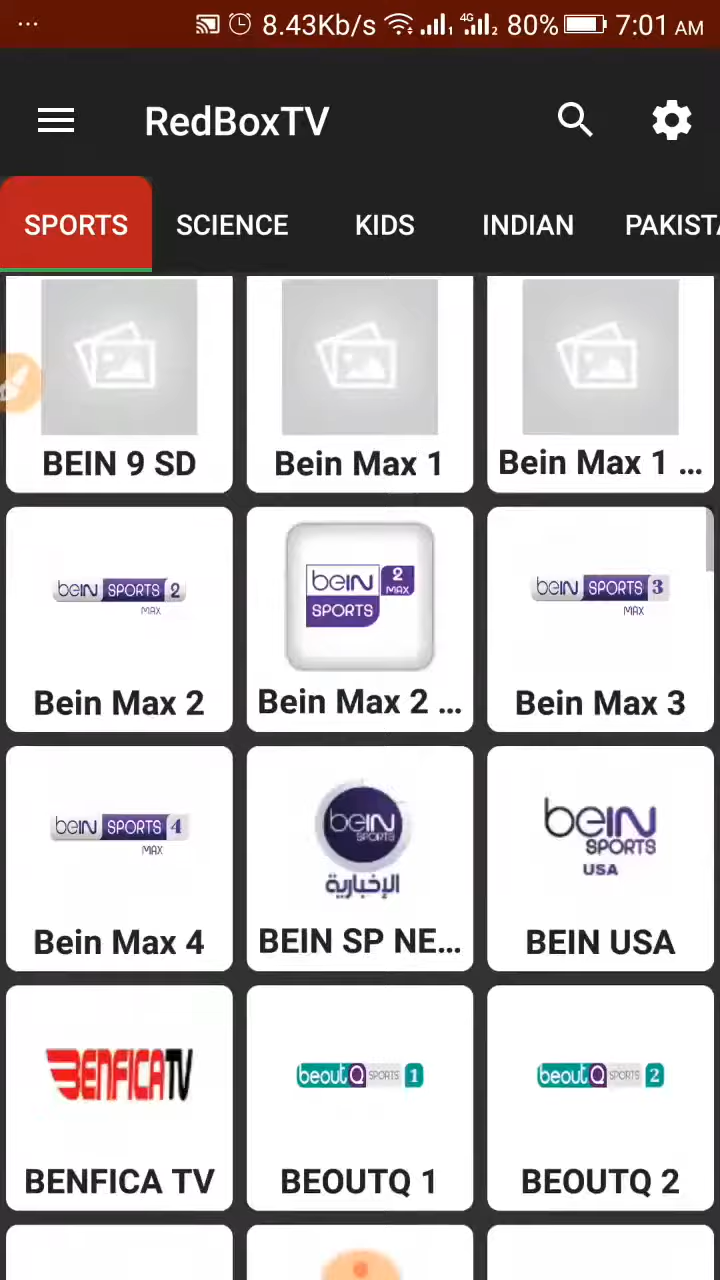 ... 8.43Kb/s 1 4G 2 80% 7:01 AM
RedBoxTV
SPORTS SCIENCE KIDS INDIAN PAKISTA
BEIN 9 SD Bein Max 1 Bein Max 1 ...
beIN SPORTS 2 MAX
beIN SPORTS 2 MAX
beIN SPORTS 3 MAX
Bein Max 2 Bein Max 2 ... Bein Max 3
beIN SPORTS 4 MAX
beIN SPORTS الإخبارية
beIN SPORTS USA
Bein Max 4 BEIN SP NE... BEIN USA
BENFICA TV
beoutQ SPORTS 1
beoutQ SPORTS 2
BENFICA TV BEOUTQ 1 BEOUTQ 2